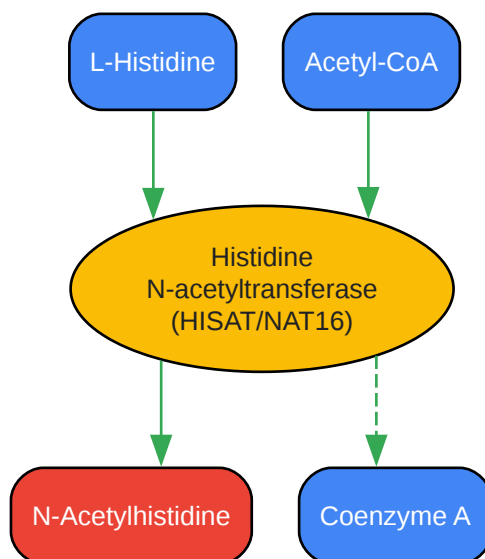 L-Histidine
Acetyl-CoA
Histidine
N-acetyltransferase
(HISAT/NAT16)
N-Acetylhistidine
Coenzyme A